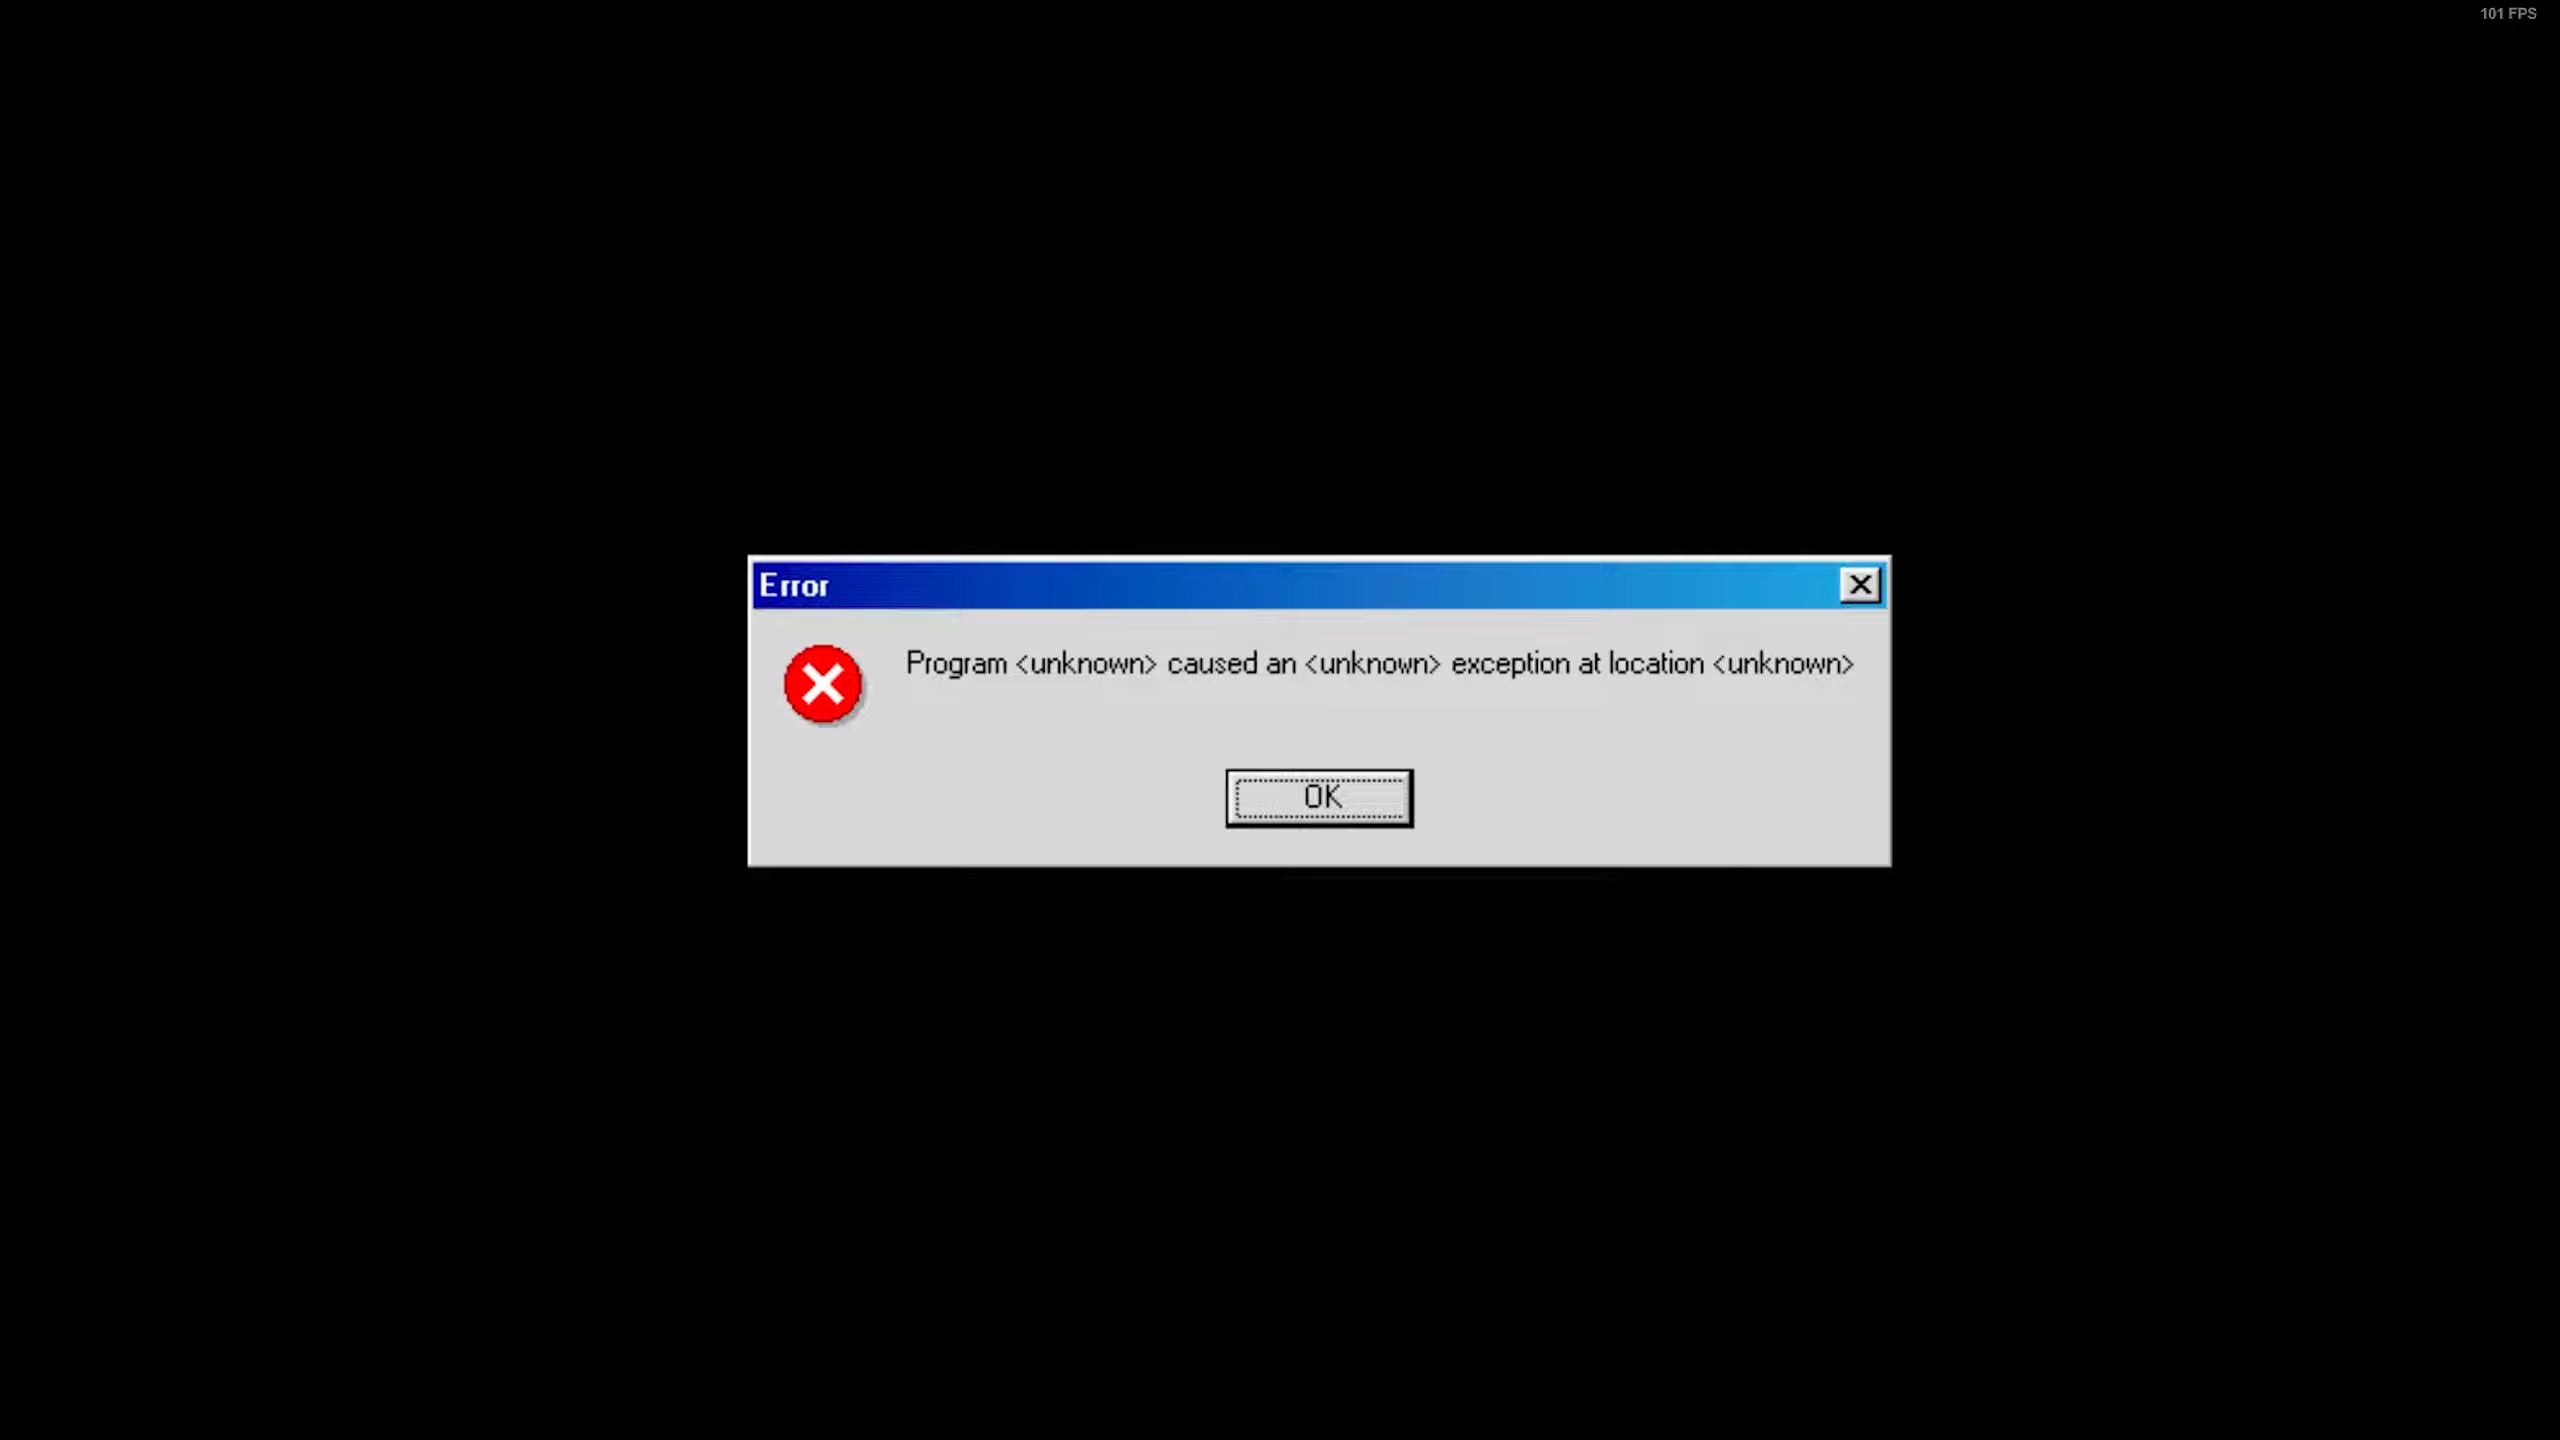 101 FPS
Error
Program <unknown> caused an <unknown> exception at location <unknown>
OK